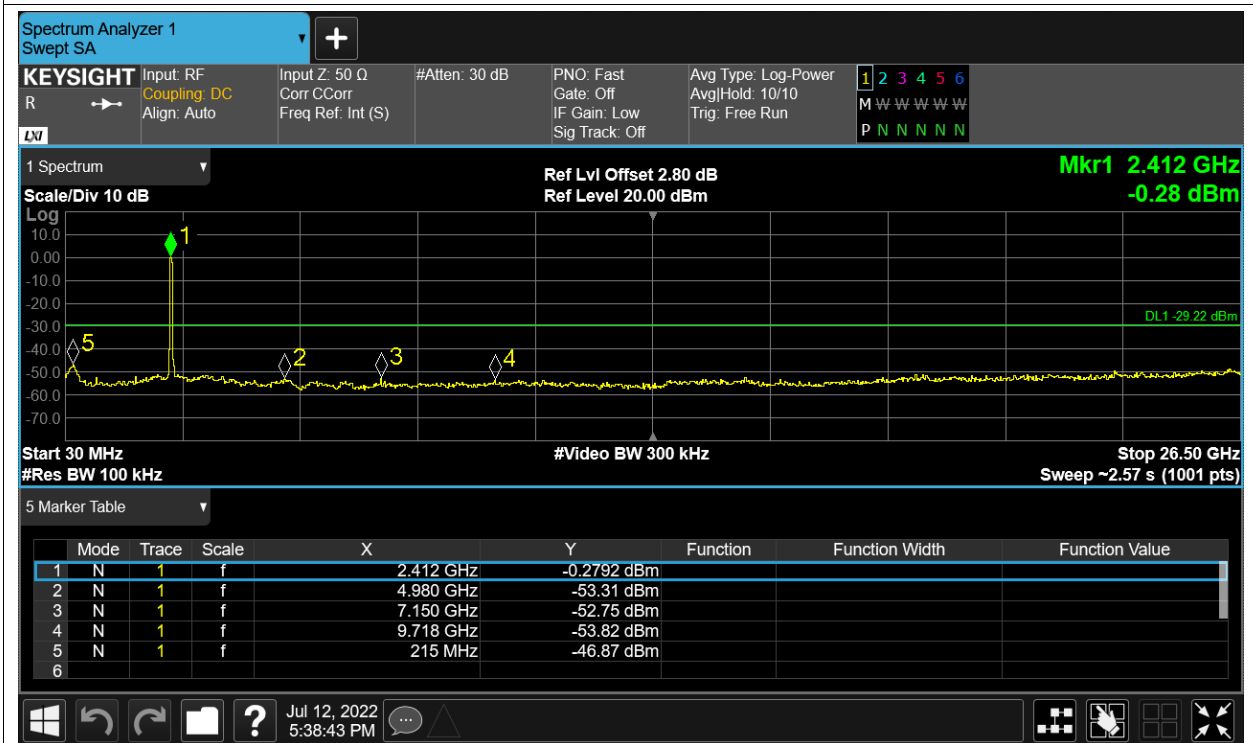 Spectrum Analyzer 1
Swept SA
+
KEYSIGHT Input: RF Input Z: 50 Ω #Atten: 30 dB PNO: Fast Avg Type: Log-Power 1 2 3 4 5 6
R Coupling: DC Corr CCorr Gate: Off Avg|Hold: 10/10 M W W W W W
Align: Auto Freq Ref: Int (S) IF Gain: Low Trig: Free Run
LXI Sig Track: Off P N N N N N
1 Spectrum Ref Lvl Offset 2.80 dB Mkr1 2.412 GHz
Scale/Div 10 dB Ref Level 20.00 dBm -0.28 dBm
Log
10.0 1
0.00
-10.0
-20.0
DL1 -29.22 dBm
-30.0
-40.0 5 2 3 4
-50.0
-60.0
-70.0
Start 30 MHz #Video BW 300 kHz Stop 26.50 GHz
#Res BW 100 kHz Sweep ~2.57 s (1001 pts)
5 Marker Table
Mode Trace Scale X Y Function Function Width Function Value
1 N 1 f 2.412 GHz -0.2792 dBm
2 N 1 f 4.980 GHz -53.31 dBm
3 N 1 f 7.150 GHz -52.75 dBm
4 N 1 f 9.718 GHz -53.82 dBm
5 N 1 f 215 MHz -46.87 dBm
6
? Jul 12, 2022
5:38:43 PM